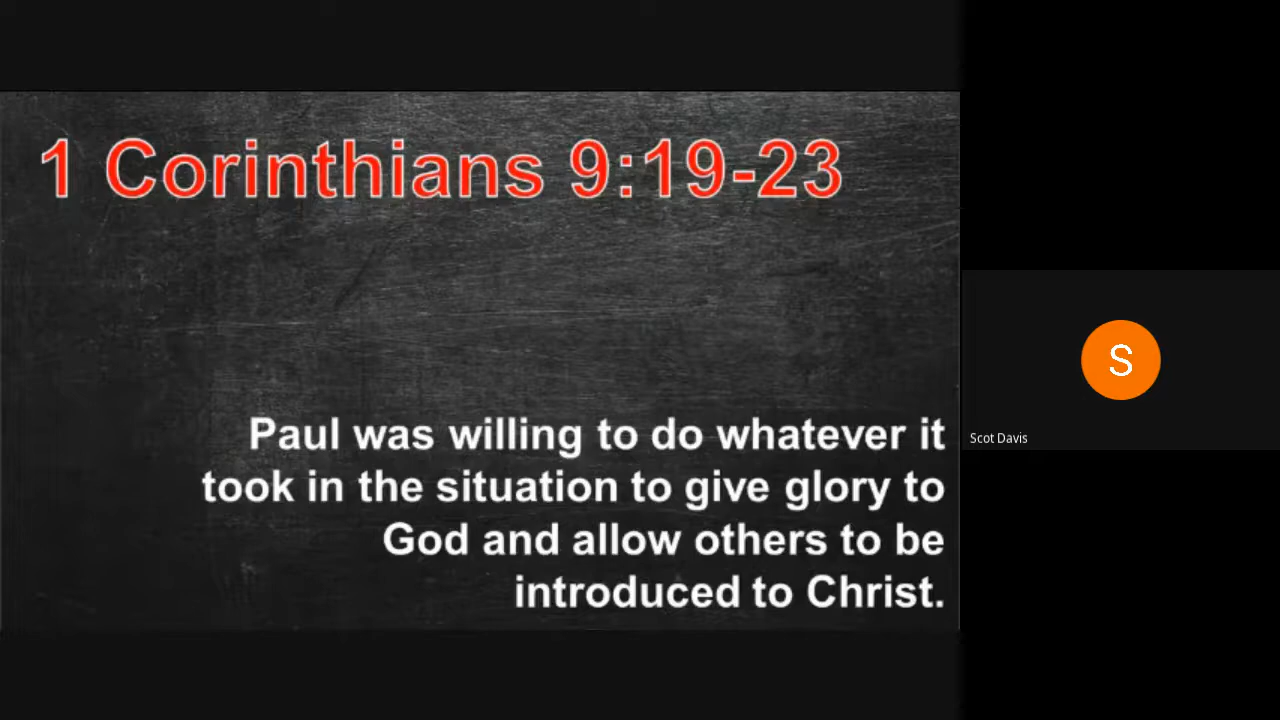 1 Corinthians 9:19-23
Paul was willing to do whatever it
took in the situation to give glory to
God and allow others to be
introduced to Christ.
S
Scot Davis